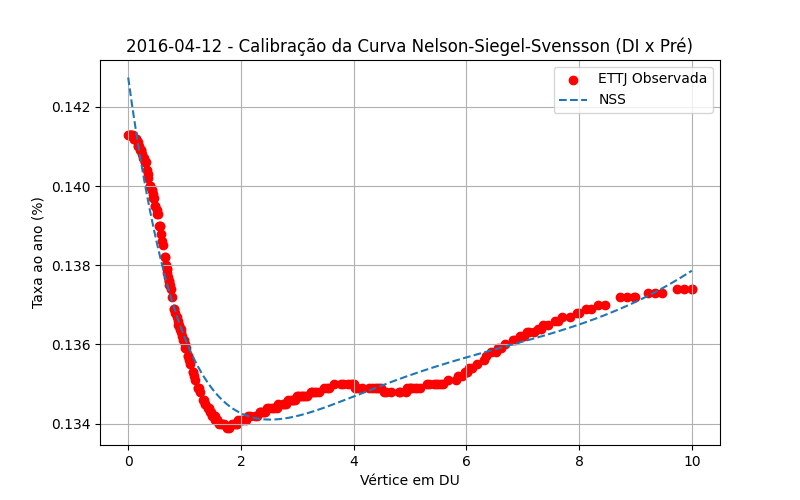 2016-04-12 - Calibração da Curva Nelson-Siegel-Svensson (DI x Pré)
ETTJ Observada
NSS
Taxa ao ano (%)
0.142
0.140
0.138
0.136
0.134
0
2
4
6
8
10
Vértice em DU